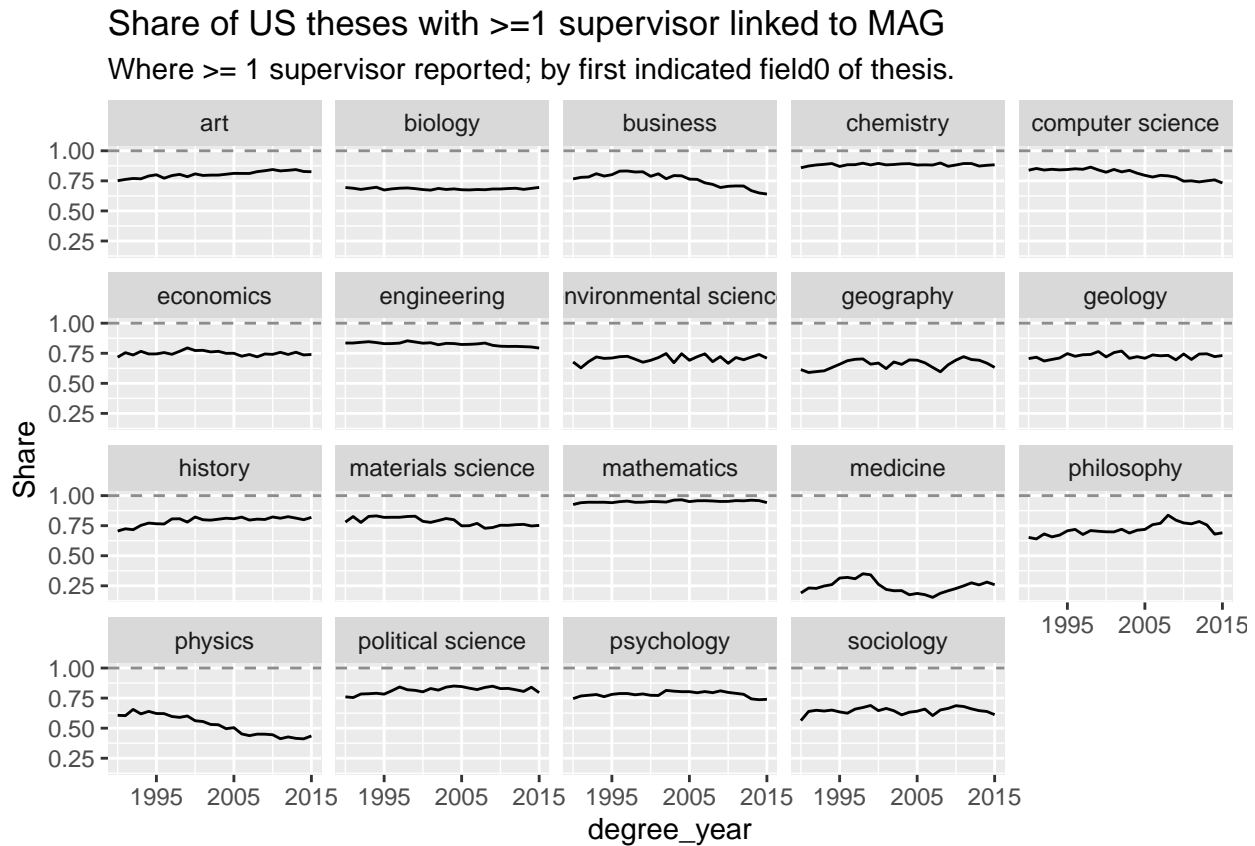 Share of US theses with >=1 supervisor linked to MAG
Where >= 1 supervisor reported; by first indicated field0 of thesis.
art biology business chemistry computer science
1.00
0.75
0.50
0.25
economics engineering nvironmental scienc geography geology
1.00
0.75
0.50
0.25
Share
history materials science mathematics medicine philosophy
1.00
0.75
0.50
0.25
1995 2005 2015
physics political science psychology sociology
1.00
0.75
0.50
0.25
1995 2005 2015 1995 2005 2015 1995 2005 2015 1995 2005 2015
degree_year